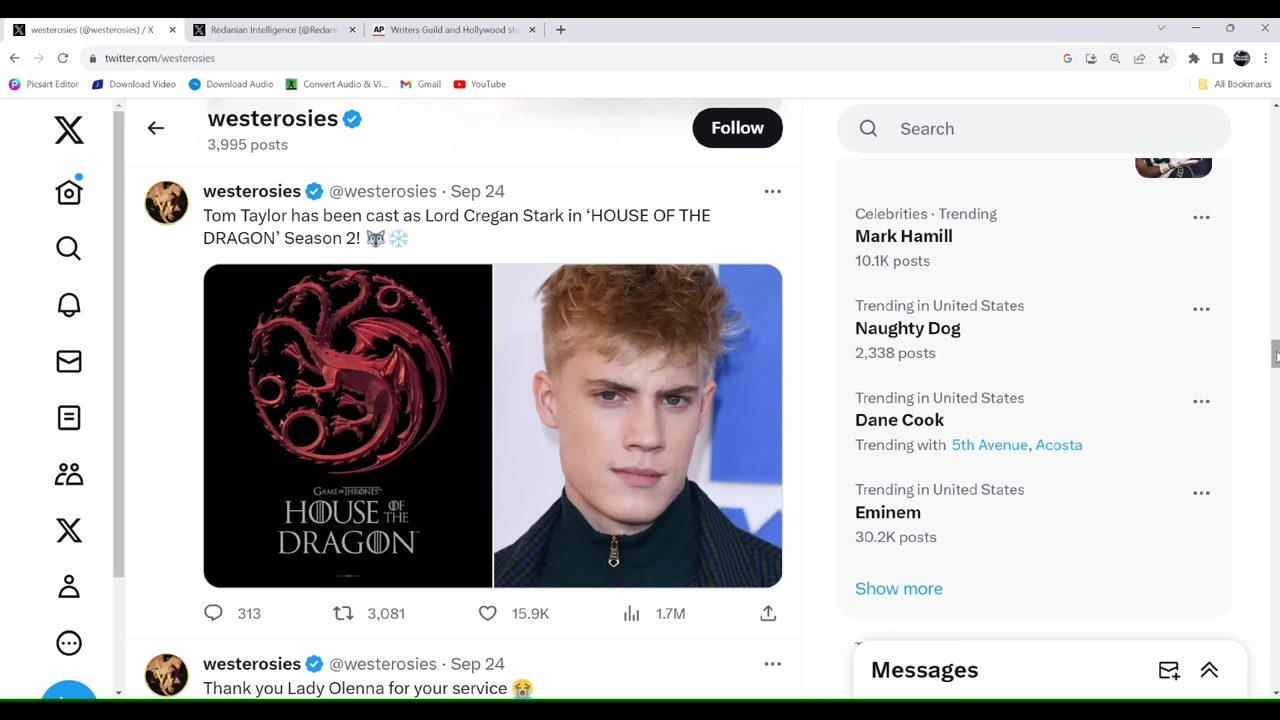 westerosies (@westerosies) / X
Redanian Intelligence (@Redani
Writers Guild and Hollywood st
twitter.com/westerosies
Picsart Editor
Download Video
Download Audio
Convert Audio & Vi...
Gmail
YouTube
All Bookmarks
westerosies
3,995 posts
Follow
westerosies @westerosies · Sep 24
Tom Taylor has been cast as Lord Cregan Stark in ‘HOUSE OF THE
DRAGON’ Season 2! 🐺❄️
GAME OF THRONES
HOUSE OF THE
DRAGON
313
3,081
15.9K
1.7M
westerosies @westerosies · Sep 24
Thank you Lady Olenna for your service 😭
Search
Celebrities · Trending
Mark Hamill
10.1K posts
Trending in United States
Naughty Dog
2,338 posts
Trending in United States
Dane Cook
Trending with 5th Avenue, Acosta
Trending in United States
Eminem
30.2K posts
Show more
Messages